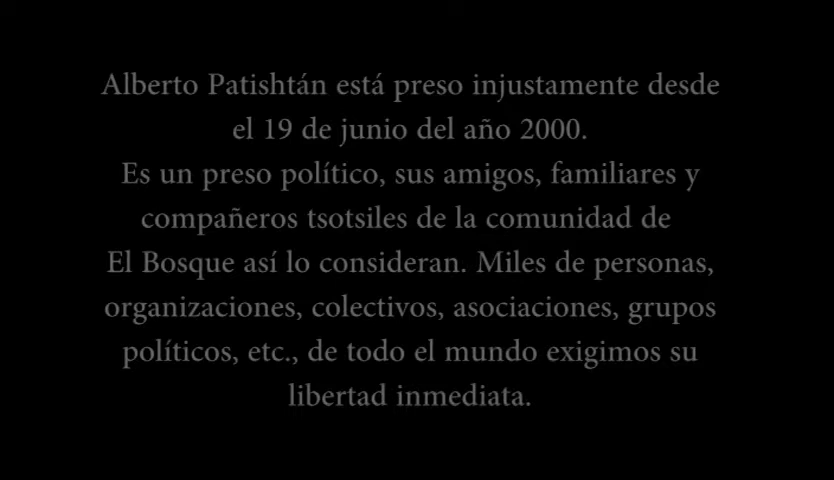 Alberto Patishtán está preso injustamente desde
el 19 de junio del año 2000.
Es un preso político, sus amigos, familiares y
compañeros tsotsiles de la comunidad de
El Bosque así lo consideran. Miles de personas,
organizaciones, colectivos, asociaciones, grupos
políticos, etc., de todo el mundo exigimos su
libertad inmediata.